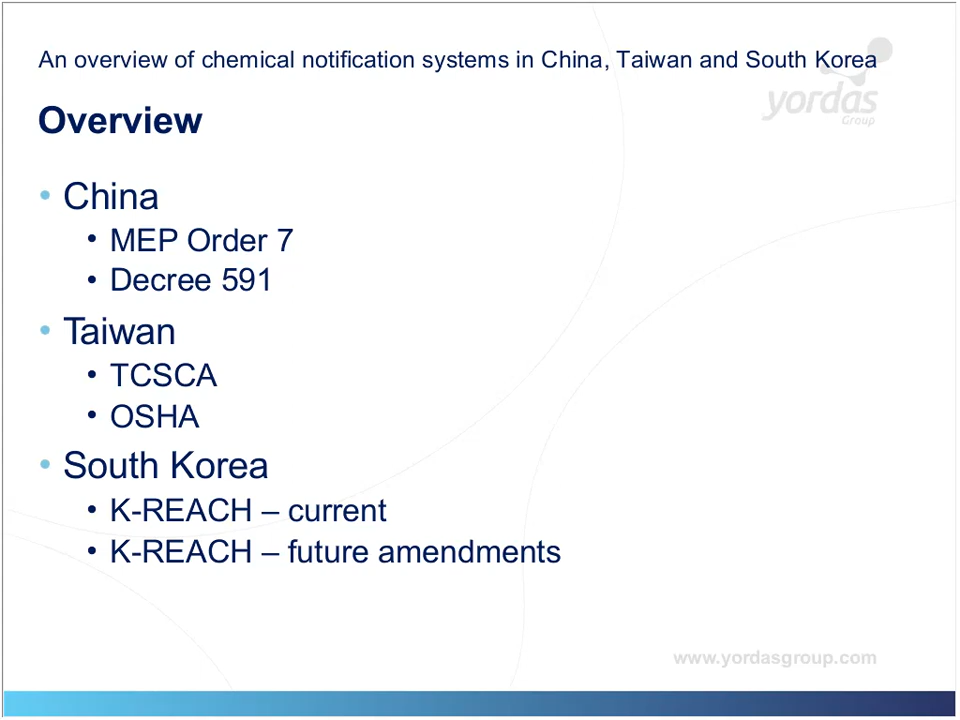 An overview of chemical notification systems in China, Taiwan and South Korea
yordas
Group
Overview
• China
• MEP Order 7
• Decree 591
• Taiwan
• TCSCA
• OSHA
• South Korea
• K-REACH – current
• K-REACH – future amendments
www.yordasgroup.com